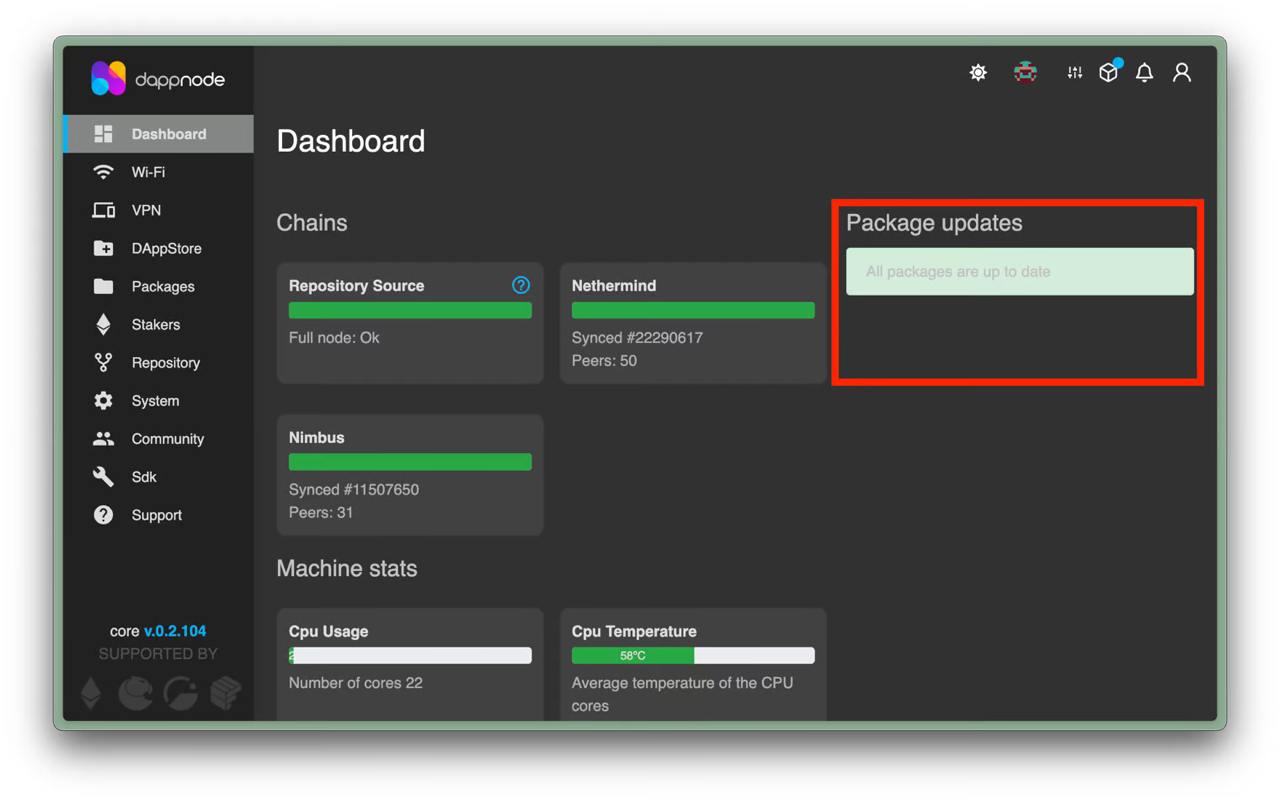 dappnode
Dashboard
Wi-Fi
VPN
DAppStore
Packages
Stakers
Repository
System
Community
Sdk
Support
core v.0.2.104
SUPPORTED BY
Dashboard
Chains
Repository Source
Full node: Ok
Nethermind
Synced #22290617
Peers: 50
Nimbus
Synced #11507650
Peers: 31
Package updates
All packages are up to date
Machine stats
Cpu Usage
Number of cores 22
Cpu Temperature
58ºC
Average temperature of the CPU
cores